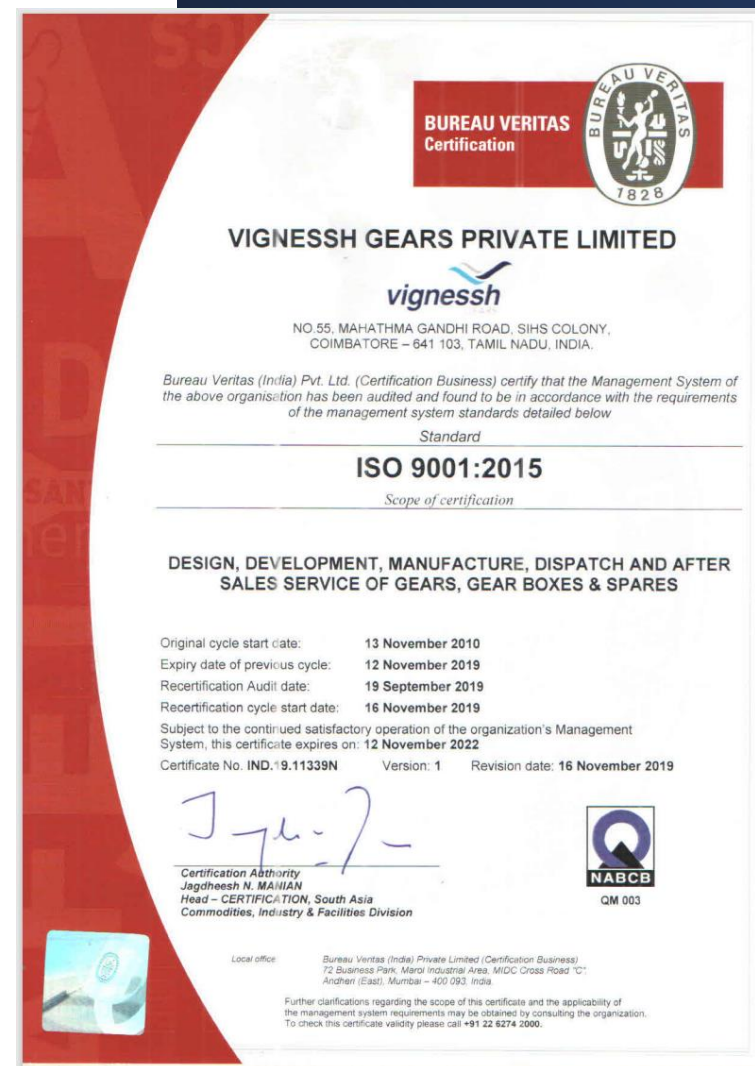 BUREAU VERITAS
Certification
BUREAU VERITAS
1828
VIGNESSH GEARS PRIVATE LIMITED
vignessh
NO.55, MAHATHMA GANDHI ROAD, SIHS COLONY,
COIMBATORE – 641 103, TAMIL NADU, INDIA.
Bureau Veritas (India) Pvt. Ltd. (Certification Business) certify that the Management System of
the above organisation has been audited and found to be in accordance with the requirements
of the management system standards detailed below
Standard
ISO 9001:2015
Scope of certification
DESIGN, DEVELOPMENT, MANUFACTURE, DISPATCH AND AFTER
SALES SERVICE OF GEARS, GEAR BOXES & SPARES
Original cycle start date: 13 November 2010
Expiry date of previous cycle: 12 November 2019
Recertification Audit date: 19 September 2019
Recertification cycle start date: 16 November 2019
Subject to the continued satisfactory operation of the organization's Management
System, this certificate expires on: 12 November 2022
Certificate No. IND.19.11339N Version: 1 Revision date: 16 November 2019
Certification Authority
Jagdheesh N. MANIAN
Head – CERTIFICATION, South Asia
Commodities, Industry & Facilities Division
NABCB
QM 003
Local office
Bureau Veritas (India) Private Limited (Certification Business)
72 Business Park, Marol Industrial Area, MIDC Cross Road "C",
Andheri (East), Mumbai – 400 093, India.
Further clarifications regarding the scope of this certificate and the applicability of
the management system requirements may be obtained by consulting the organization.
To check this certificate validity please call +91 22 6274 2000.